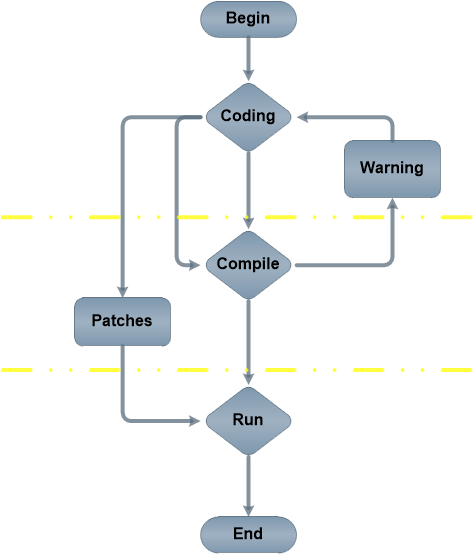 Begin
Coding
Warning
Compile
Patches
Run
End